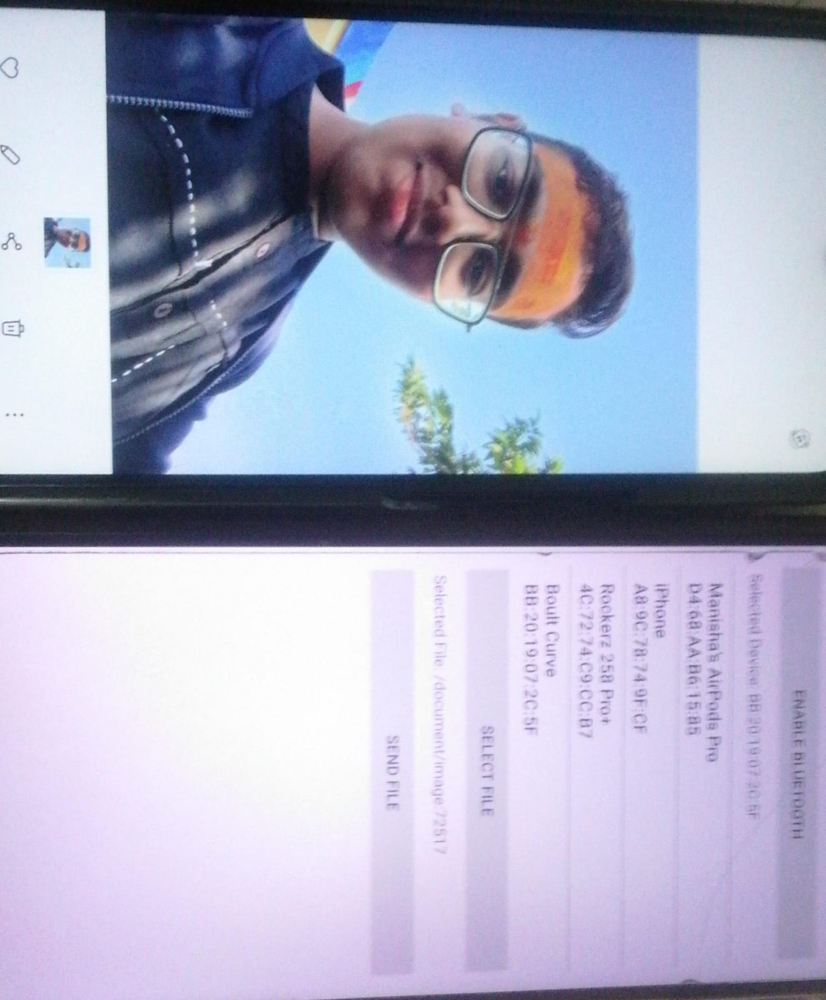 ENABLE BLUETOOTH
Selected Device: BB:20:19:07:2C:5F
Manisha's AirPods Pro
D4:68:AA:B6:15:B5
iPhone
A8:9C:78:74:9F:CF
Rockerz 258 Pro+
4C:72:74:C9:CC:B7
Boult Curve
BB:20:19:07:2C:5F
SELECT FILE
Selected File: /document/image:72517
SEND FILE